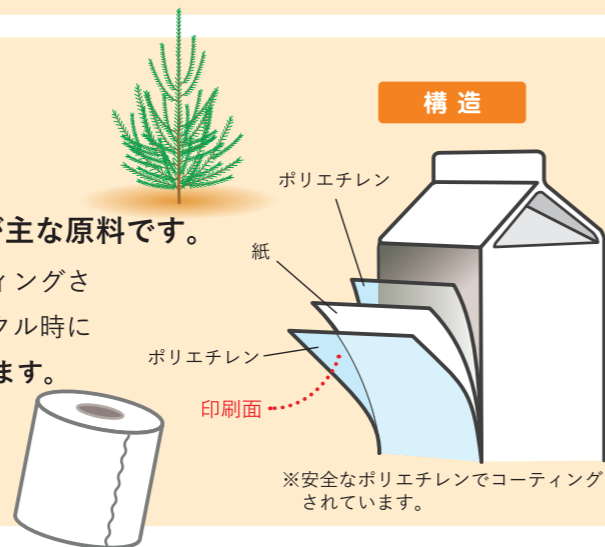 構造
ポリエチレン
が主な原料です。
紙
ィングさ
クル時に
ポリエチレン
ます。
印刷面
※安全なポリエチレンでコーティング
されています。